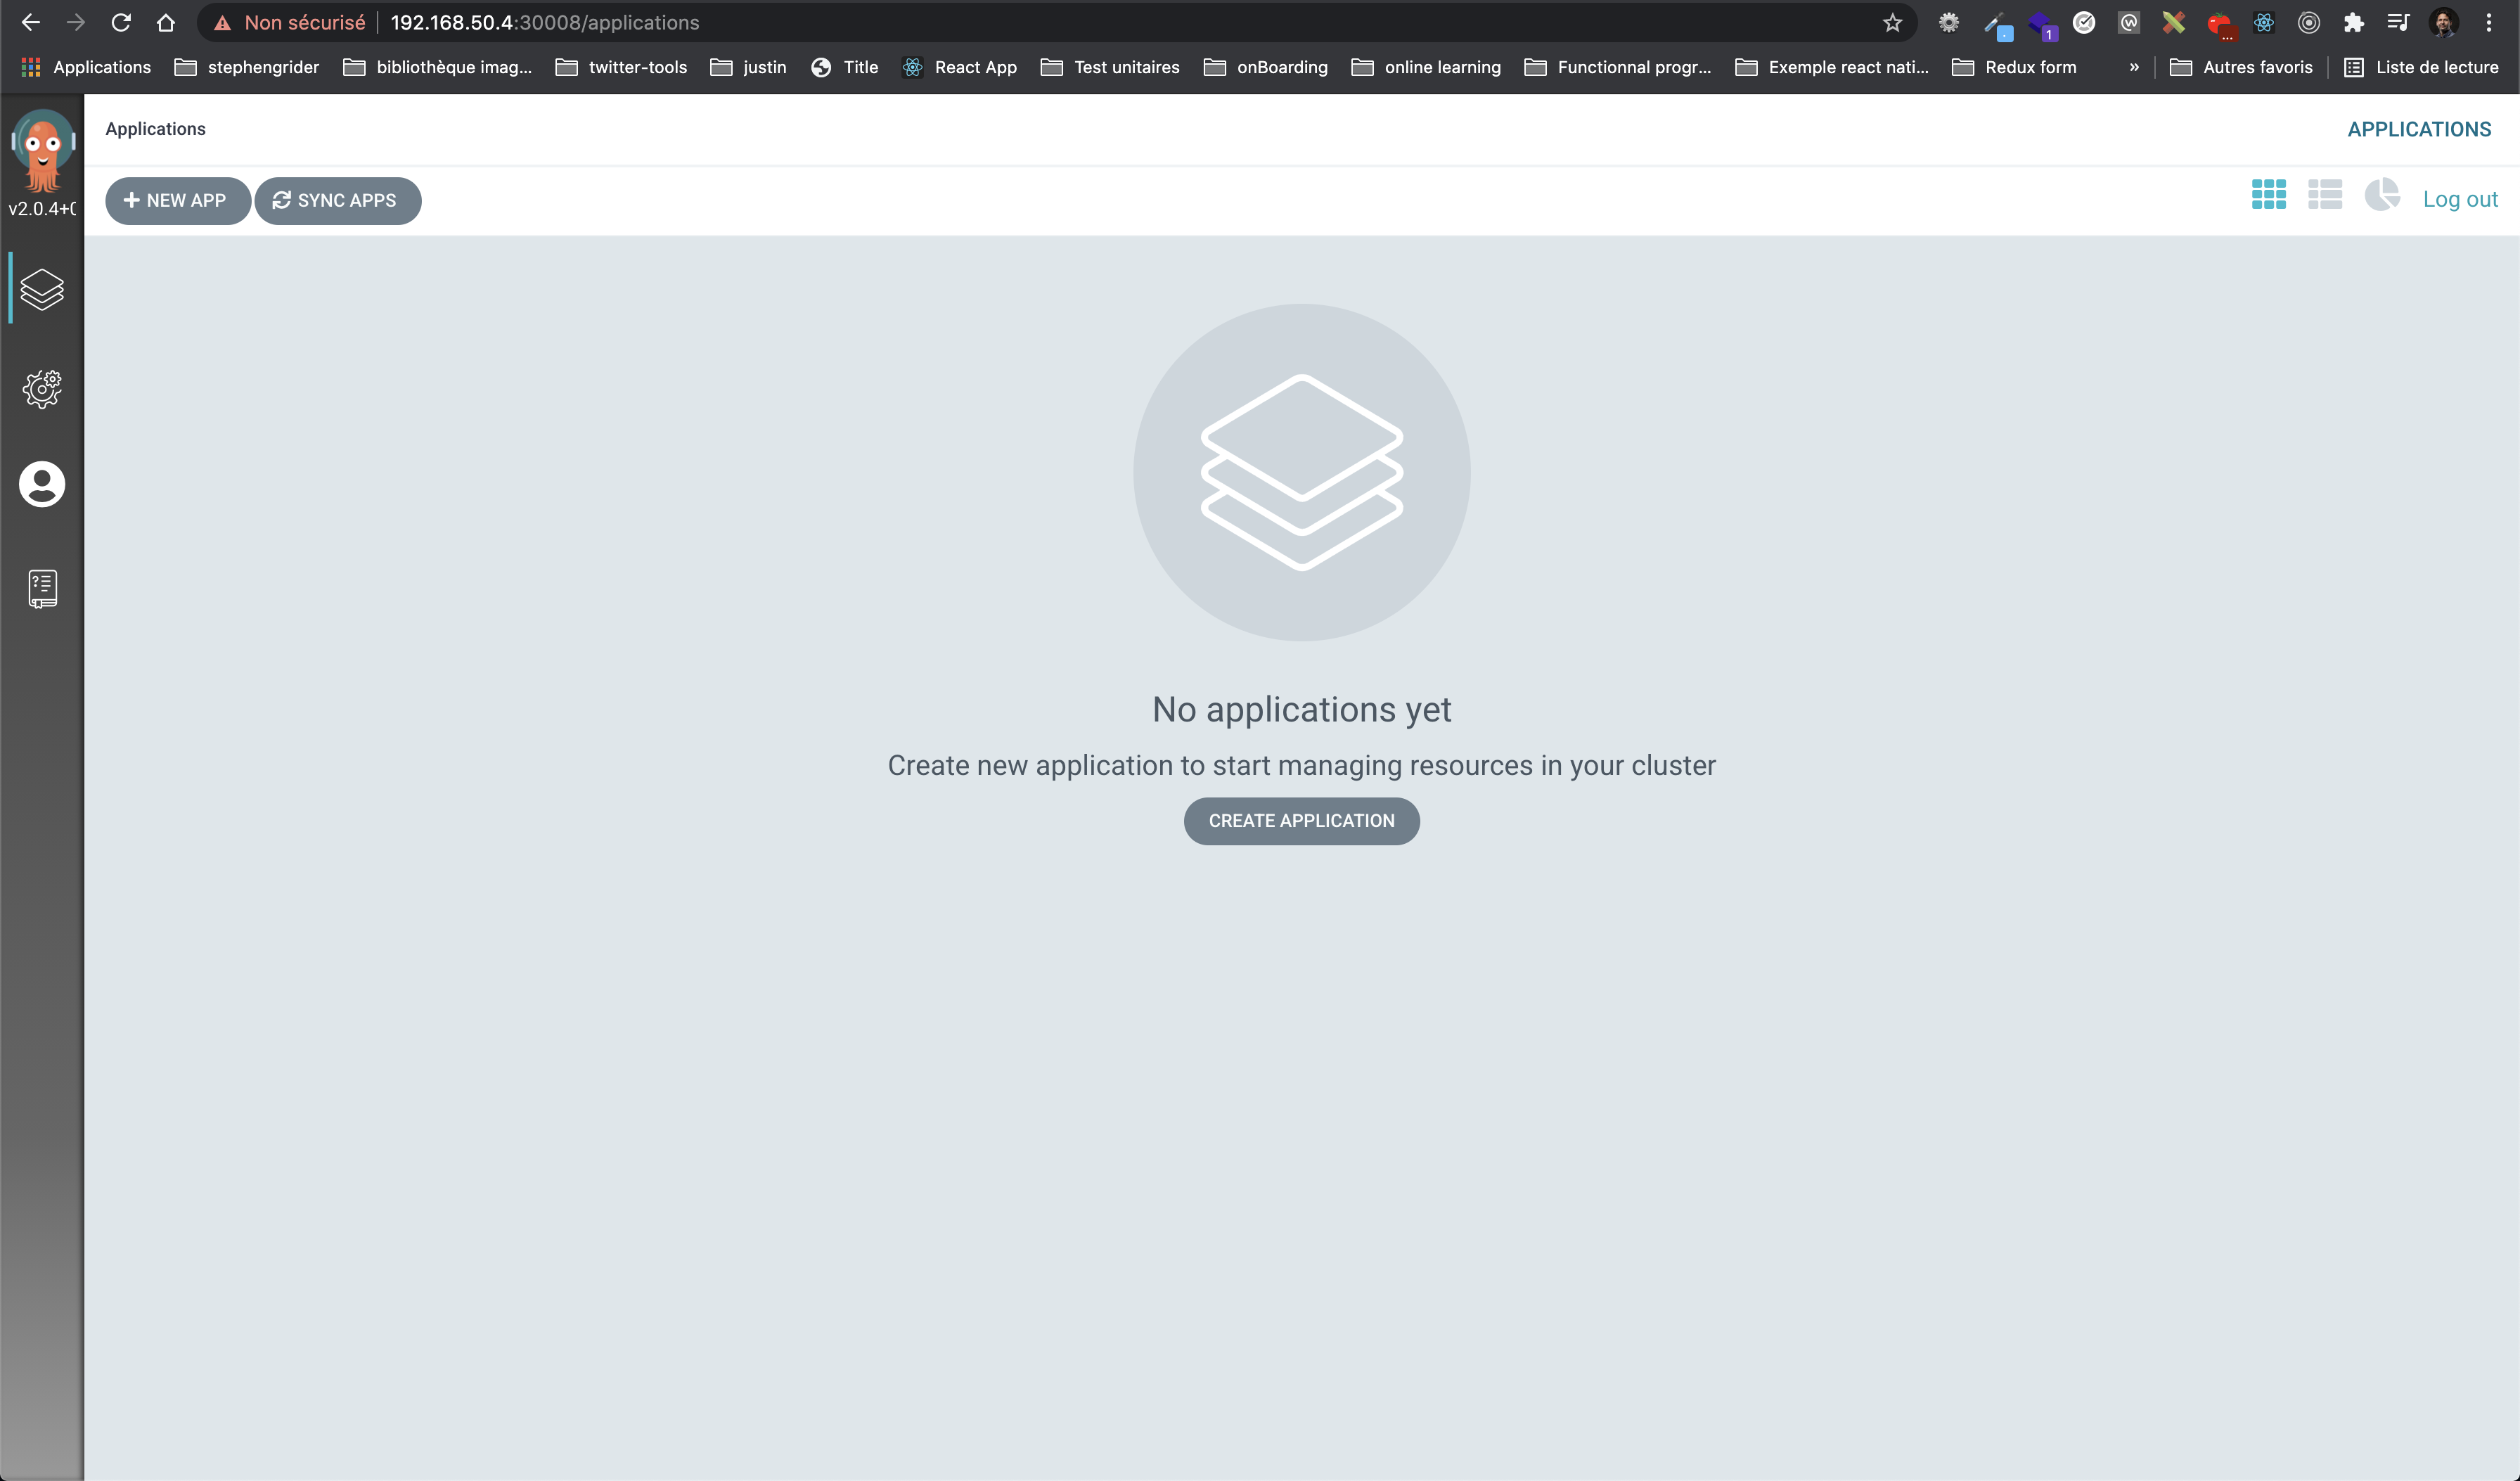 Non sécurisé 192.168.50.4:30008/applications
. 1 ...
Applications stephengrider bibliothèque imag... twitter-tools justin Title React App Test unitaires onBoarding online learning Functionnal progr... Exemple react nati... Redux form » Autres favoris Liste de lecture
Applications APPLICATIONS
NEW APP SYNC APPS Log out
v2.0.4+0
No applications yet
Create new application to start managing resources in your cluster
CREATE APPLICATION